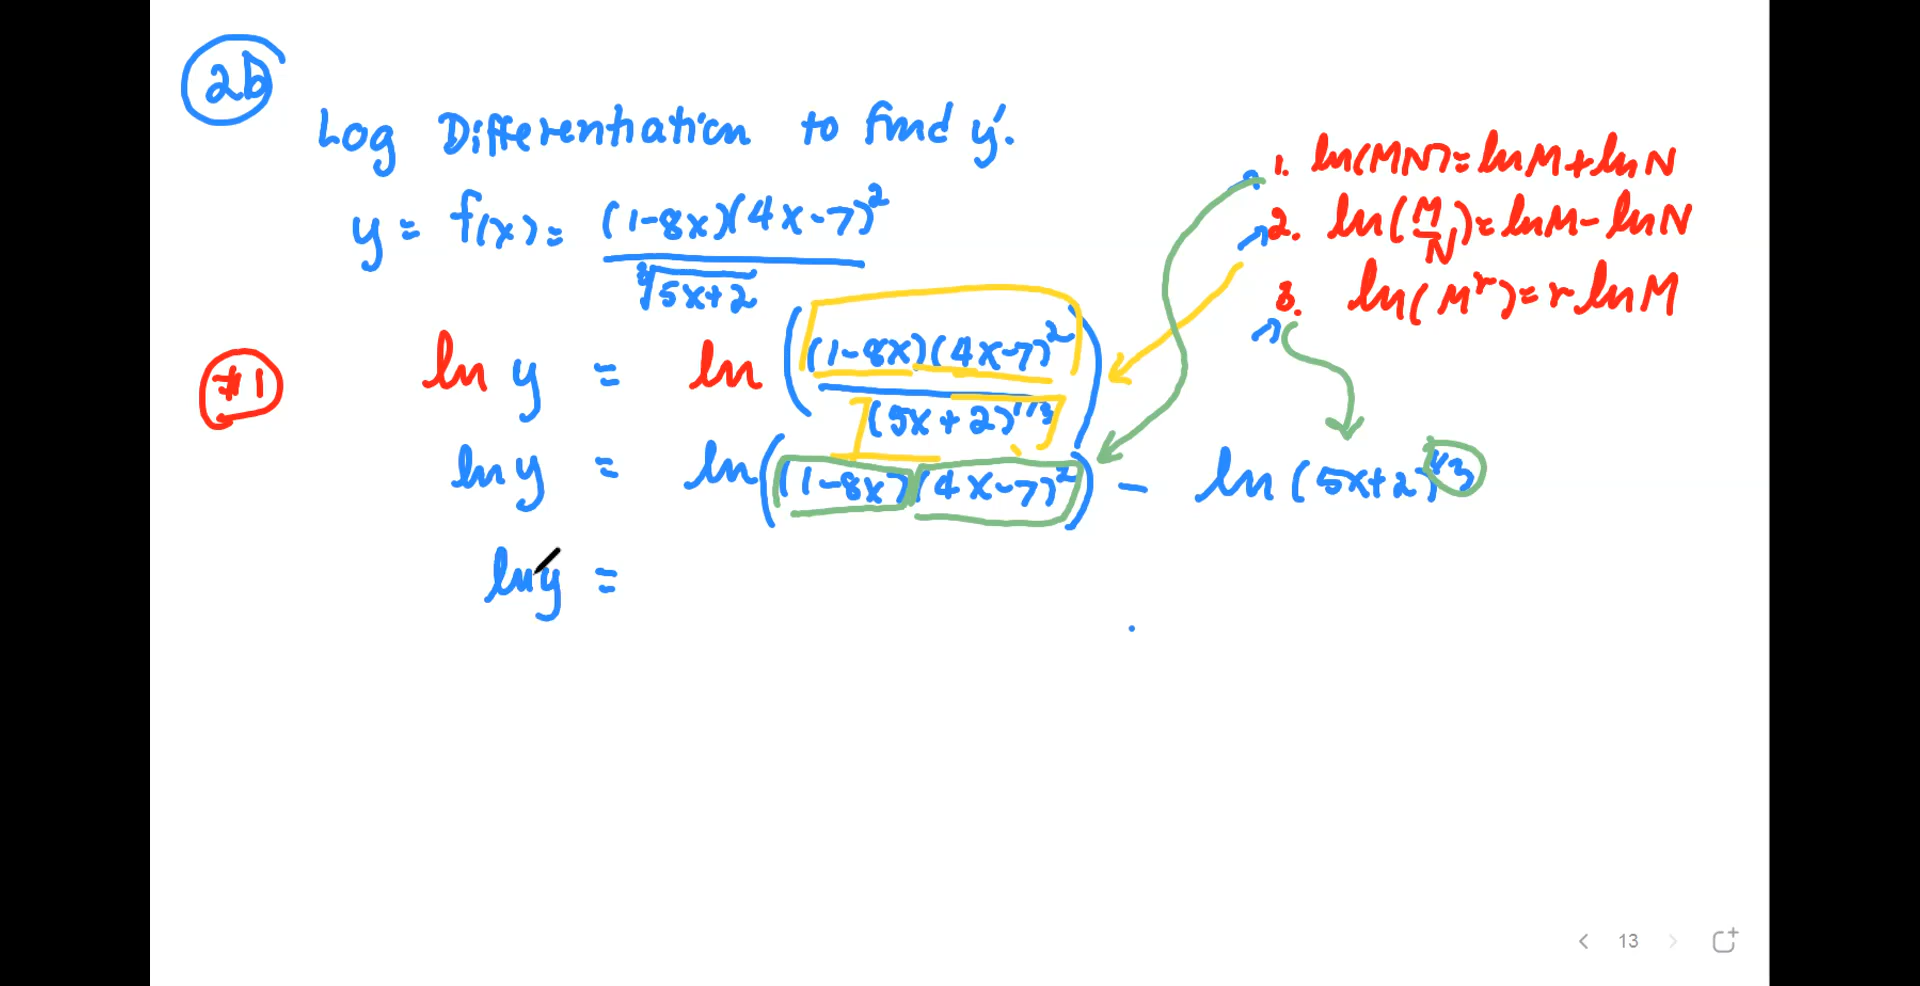 2b
Log Differentiation to find y'.
y = f(x) = (1-8x)(4x-7)² / ∛5x+2
1. ln(MN) = lnM + lnN
2. ln(M/N) = lnM - lnN
3. ln(Mʳ) = r lnM
#1
ln y = ln((1-8x)(4x-7)² / (5x+2)^1/3)
ln y = ln((1-8x)(4x-7)²) - ln(5x+2)^1/3
ln y =
13